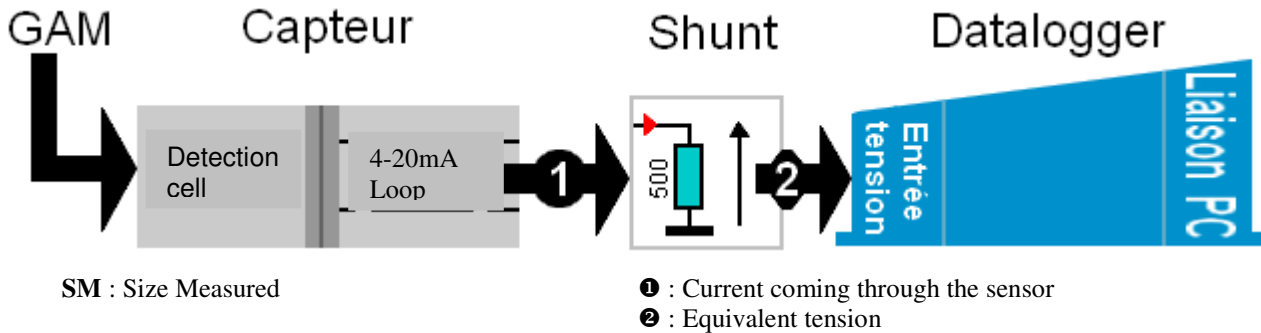 GAM
Capteur
Shunt
Datalogger
Detection
cell
4-20mA
Loop
1
500
2
Entrée
tension
Liaison PC
SM : Size Measured
❶ : Current coming through the sensor
❷ : Equivalent tension